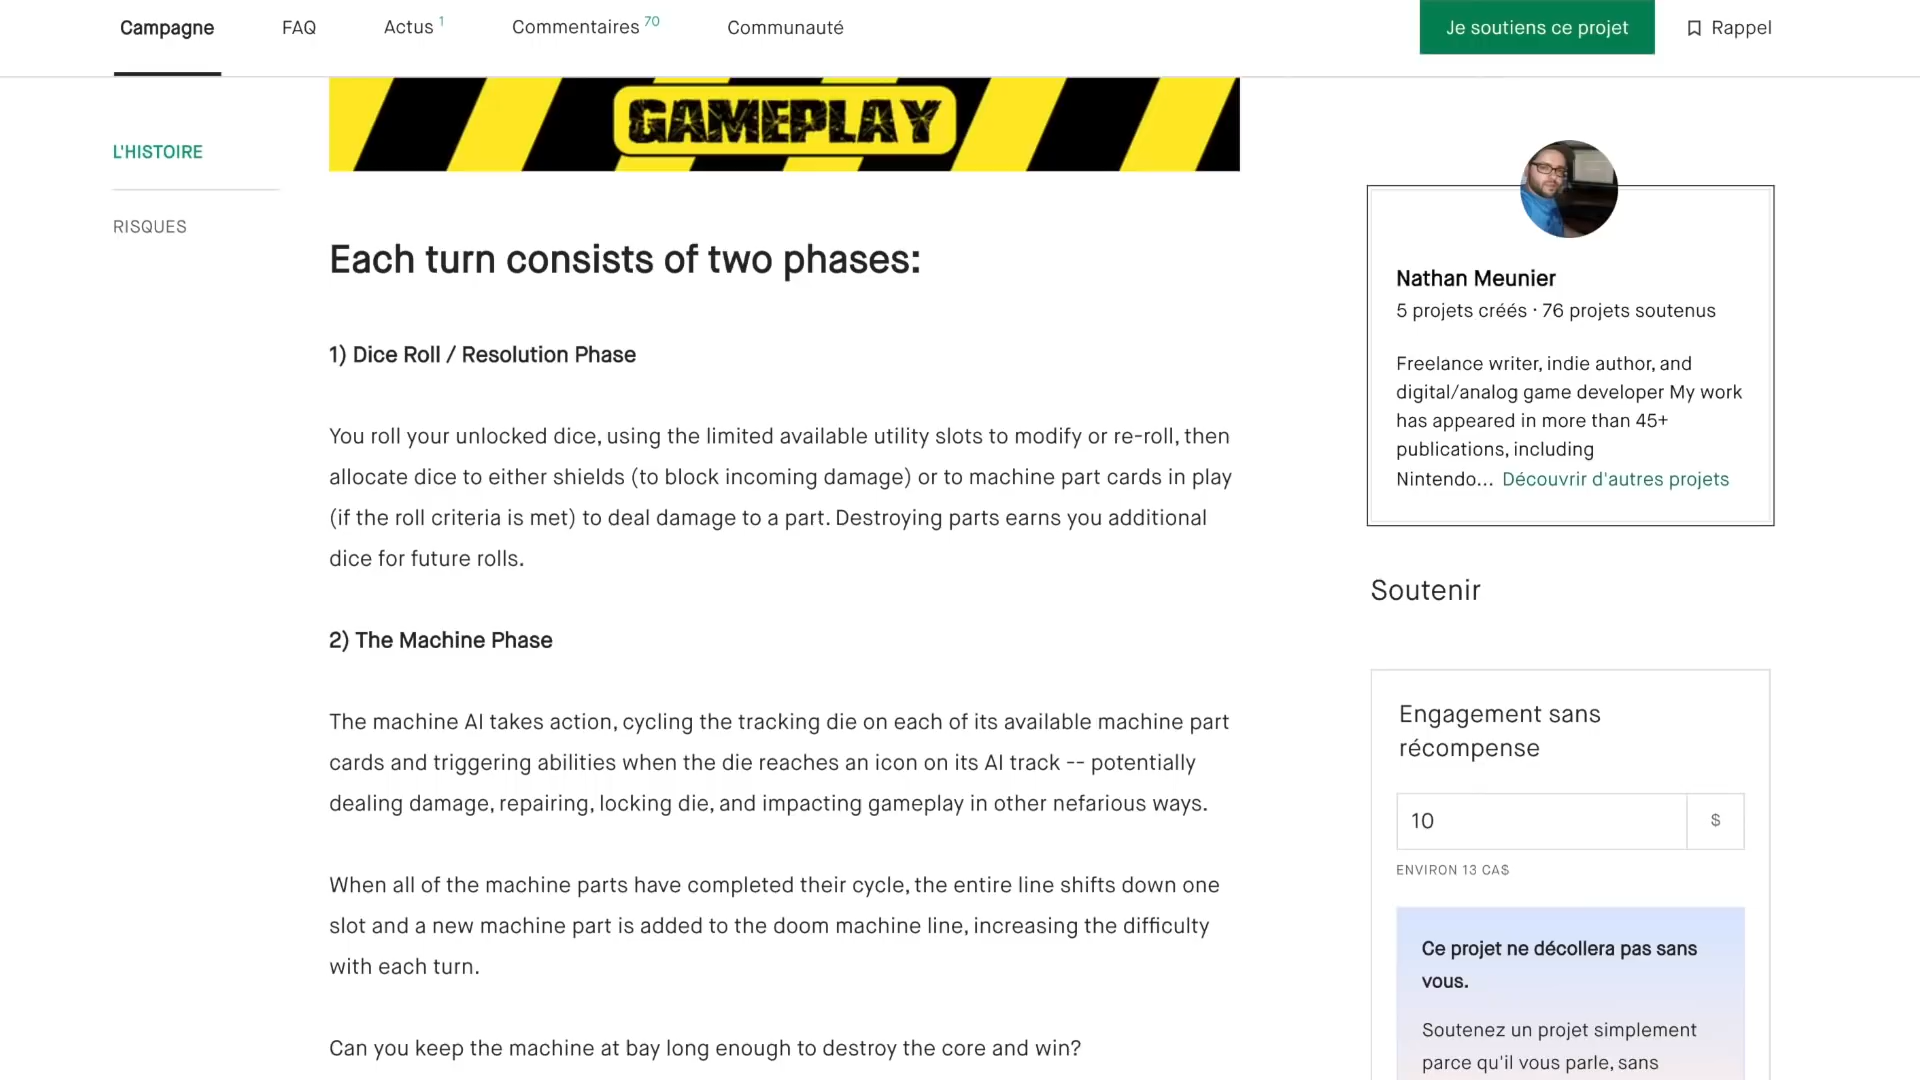 Campagne
FAQ
Actus 1
Commentaires 70
Communauté
Je soutiens ce projet
Rappel
L'HISTOIRE
RISQUES
GAMEPLAY
Each turn consists of two phases:
1) Dice Roll / Resolution Phase
You roll your unlocked dice, using the limited available utility slots to modify or re-roll, then
allocate dice to either shields (to block incoming damage) or to machine part cards in play
(if the roll criteria is met) to deal damage to a part. Destroying parts earns you additional
dice for future rolls.
2) The Machine Phase
The machine AI takes action, cycling the tracking die on each of its available machine part
cards and triggering abilities when the die reaches an icon on its AI track -- potentially
dealing damage, repairing, locking die, and impacting gameplay in other nefarious ways.
When all of the machine parts have completed their cycle, the entire line shifts down one
slot and a new machine part is added to the doom machine line, increasing the difficulty
with each turn.
Can you keep the machine at bay long enough to destroy the core and win?
Nathan Meunier
5 projets créés · 76 projets soutenus
Freelance writer, indie author, and
digital/analog game developer My work
has appeared in more than 45+
publications, including
Nintendo... Découvrir d'autres projets
Soutenir
Engagement sans
récompense
10 $
ENVIRON 13 CA$
Ce projet ne décollera pas sans
vous.
Soutenez un projet simplement
parce qu'il vous parle, sans